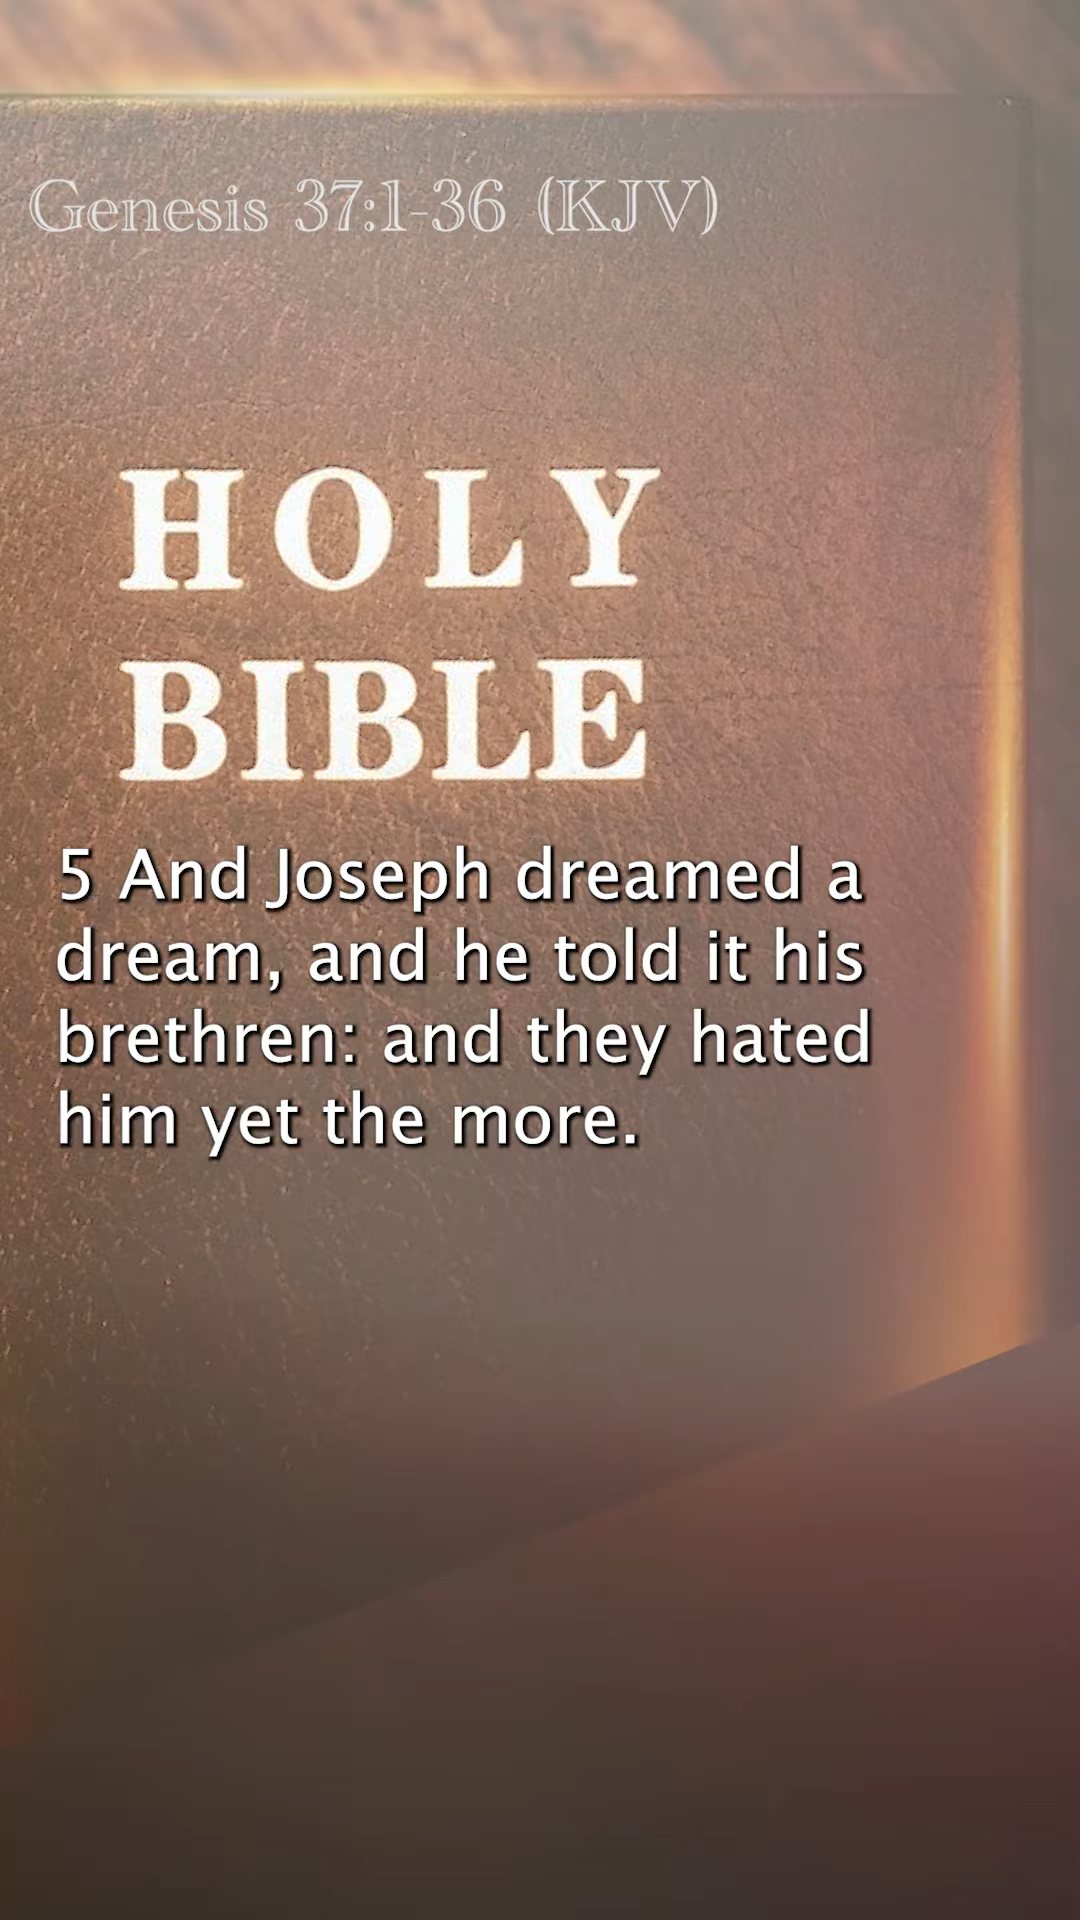 Genesis 37:1-36 (KJV)
HOLY
BIBLE
5 And Joseph dreamed a
dream, and he told it his
brethren: and they hated
him yet the more.